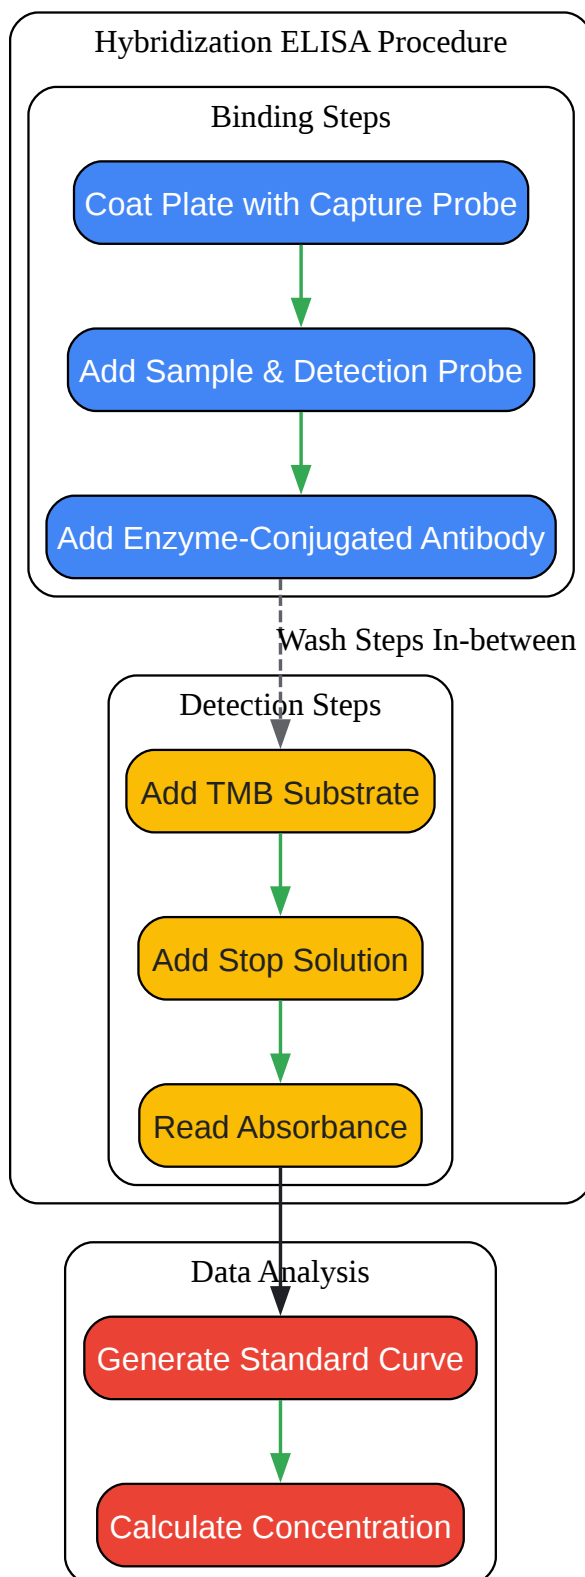 Hybridization ELISA Procedure
Binding Steps
Coat Plate with Capture Probe
Add Sample & Detection Probe
Add Enzyme-Conjugated Antibody
Wash Steps In-between
Detection Steps
Add TMB Substrate
Add Stop Solution
Read Absorbance
Data Analysis
Generate Standard Curve
Calculate Concentration